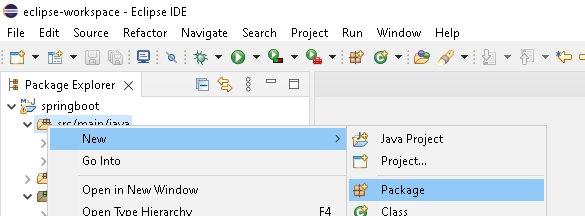 eclipse-workspace - Eclipse IDE
File Edit Source Refactor Navigate Search Project Run Window Help
Package Explorer
springboot
src/main/java
New
Java Project
Go Into
Project...
Open in New Window
Package
Open Type Hierarchy F4
Class